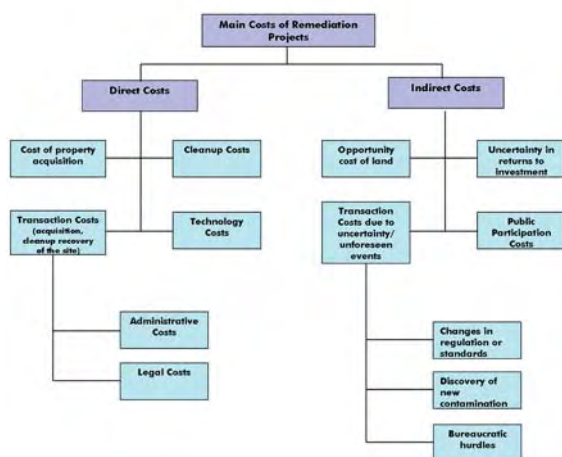 Main Costs of Remediation
Projects
Direct Costs
Indirect Costs
Cost of property
acquisition
Cleanup Costs
Opportunity
cost of land
Uncertainty in
returns to
investment
Transaction Costs
(acquisition,
cleanup recovery
of the site)
Technology
Costs
Transaction
Costs due to
uncertainty/
unforeseen
events
Public
Participation
Costs
Administrative
Costs
Legal Costs
Changes in
regulation or
standards
Discovery of
new
contamination
Bureaucratic
hurdles